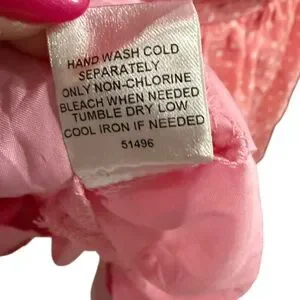 HAND WASH COLD
SEPARATELY
ONLY NON-CHLORINE
BLEACH WHEN NEEDED
TUMBLE DRY LOW
COOL IRON IF NEEDED
51496